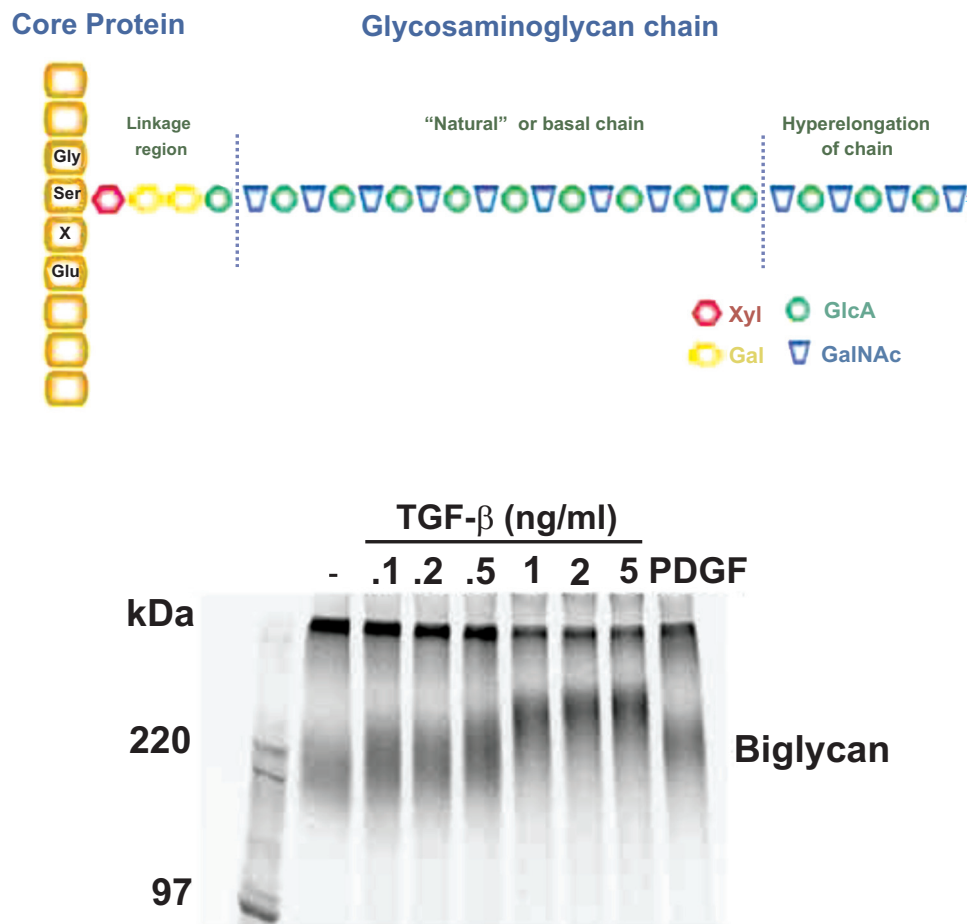 Core Protein
Glycosaminoglycan chain
Linkage region
“Natural” or basal chain
Hyperelongation of chain
Gly
Ser
X
Glu
Xyl
GlcA
Gal
GalNAc
TGF-β (ng/ml)
- .1 .2 .5 1 2 5 PDGF
kDa
220
Biglycan
97